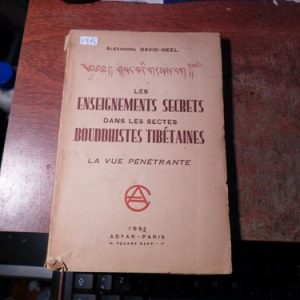 ALEXANDRA DAVID-NEEL
LES
ENSEIGNEMENTS SECRETS
DANS LES SECTES
BOUDDHISTES TIBÉTAINES
LA VUE PÉNÉTRANTE
ADYAR-PARIS
4, SQUARE RAPP - 7ᵉ